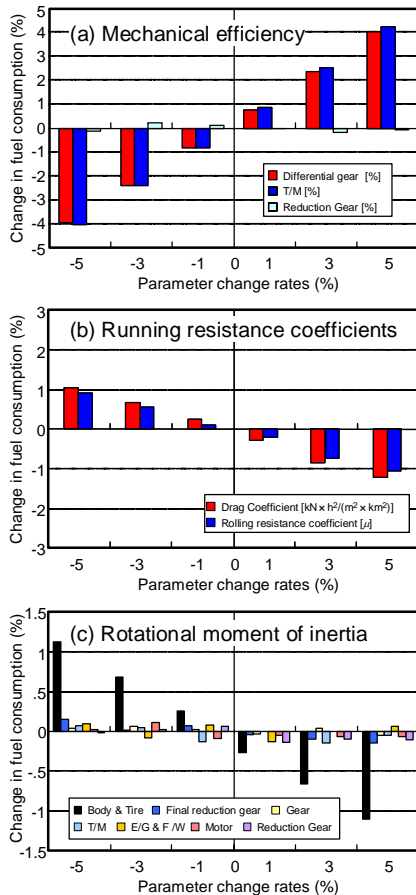 (a) Mechanical efficiency
Change in fuel consumption (%)
5
4
3
2
1
0
-1
-2
-3
-4
-5
Differential gear [%]
T/M [%]
Reduction Gear [%]
-5 -3 -1 0 1 3 5
Parameter change rates (%)
(b) Running resistance coefficients
Change in fuel consumption (%)
3
2
1
0
-1
-2
-3
Drag Coefficient [kN × h²/(m² × km²)]
Rolling resistance coefficient [μ]
-5 -3 -1 0 1 3 5
Parameter change rates (%)
(c) Rotational moment of inertia
Change in fuel consumption (%)
1.5
1
.5
0
-.5
-1
-1.5
Body & Tire Final reduction gear Gear
T/M E/G & F /W Motor Reduction Gear
-5 -3 -1 0 1 3 5
Parameter change rates (%)